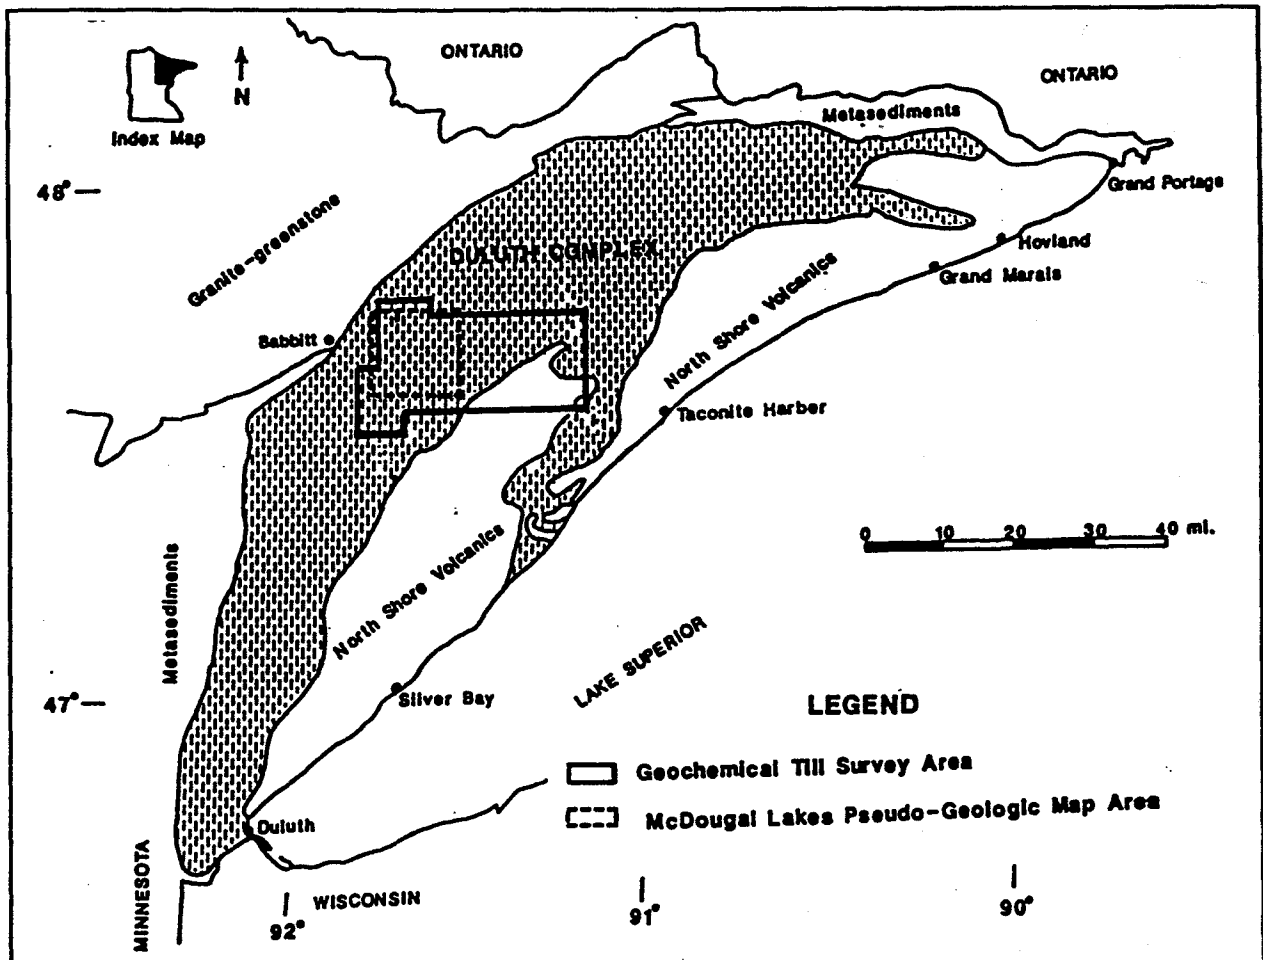 ONTARIO
ONTARIO
N
Index Map
Metasediments
48°
Grand Portage
Granite-greenstone
DULUTH COMPLEX
Hovland
Grand Marais
North Shore Volcanics
Babbitt
Taconite Harber
0 10 20 30 40 mi.
Metasediments
North Shore Volcanics
LAKE SUPERIOR
47°
Silver Bay
LEGEND
Geochemical Till Survey Area
McDougal Lakes Pseudo-Geologic Map Area
Duluth
MINNESOTA
WISCONSIN
92°
91°
90°